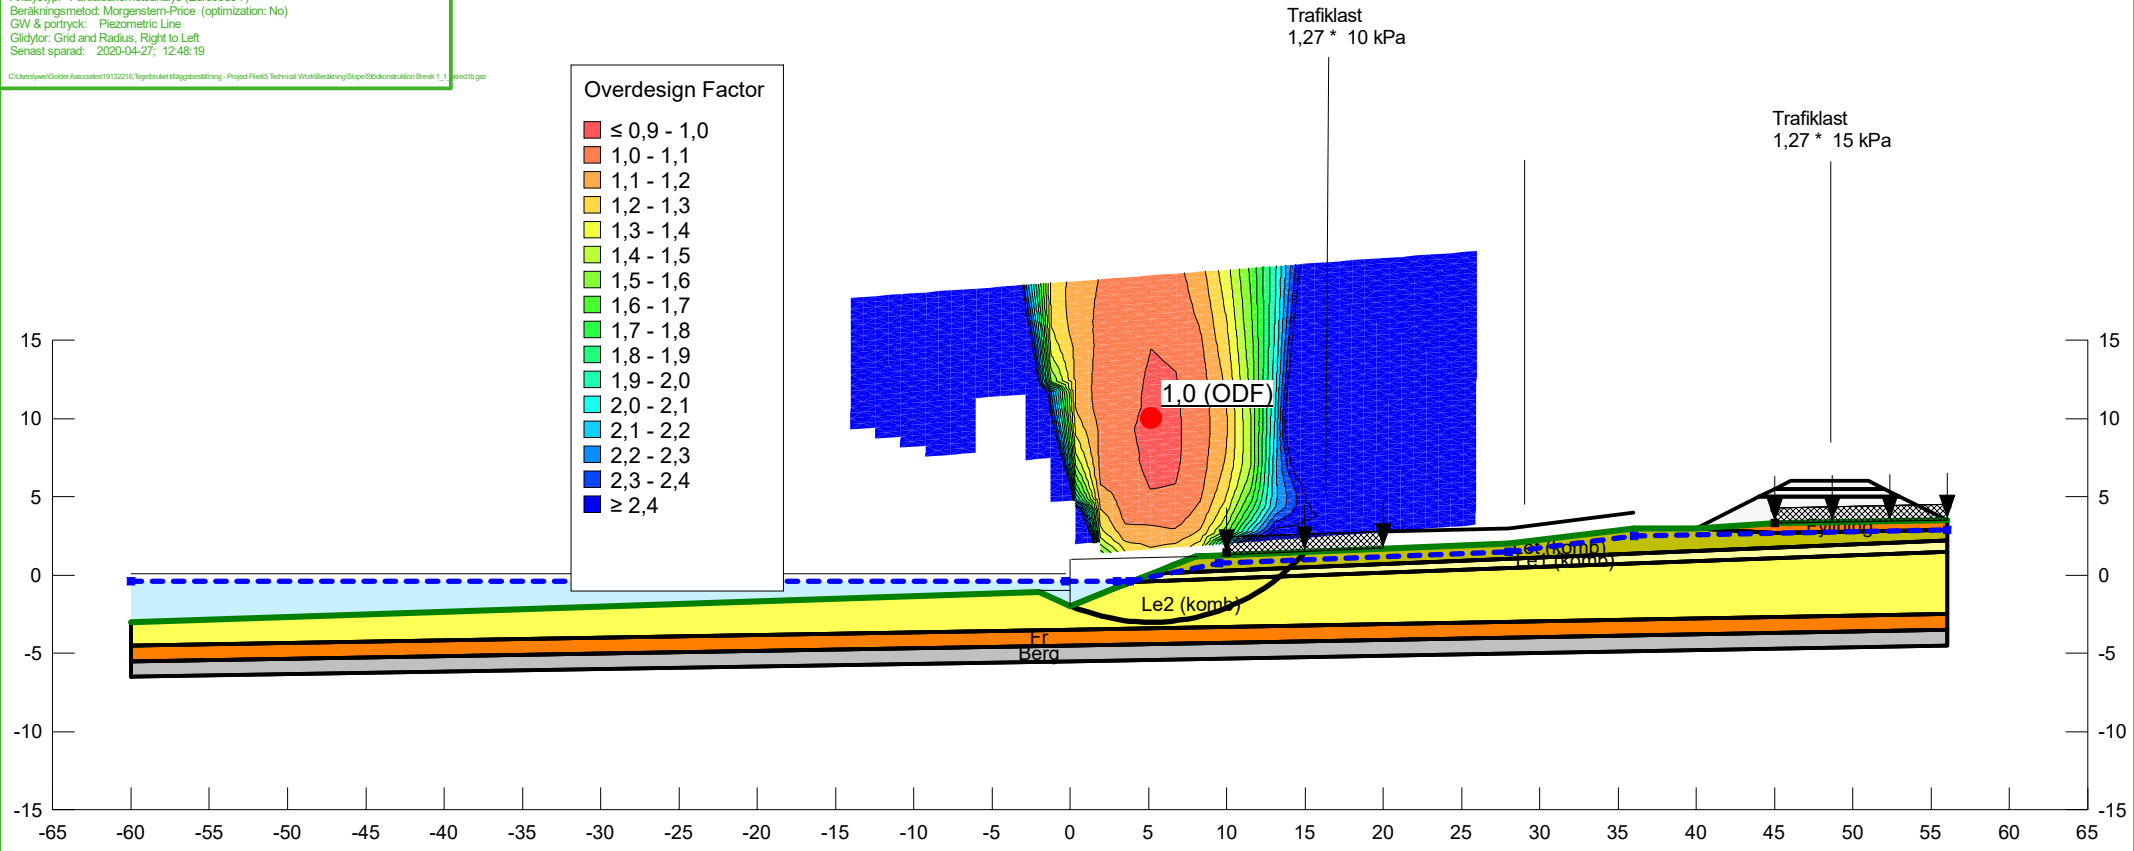 Beräkningsmetod: Morgenstern-Price (optimization: No)
GW & portryck: Piezometric Line
Glidytor: Grid and Radius, Right to Left
Senast sparad: 2020-04-27; 12:48:19
Overdesign Factor
≤ 0,9 - 1,0
1,0 - 1,1
1,1 - 1,2
1,2 - 1,3
1,3 - 1,4
1,4 - 1,5
1,5 - 1,6
1,6 - 1,7
1,7 - 1,8
1,8 - 1,9
1,9 - 2,0
2,0 - 2,1
2,1 - 2,2
2,2 - 2,3
2,3 - 2,4
≥ 2,4
Trafiklast
1,27 * 10 kPa
Trafiklast
1,27 * 15 kPa
1,0 (ODF)
Fyllning
Let (komb)
Le1 (komb)
Le2 (komb)
Fr
Berg
15
10
5
0
-5
-10
-15
15
10
5
0
-5
-10
-15
-65 -60 -55 -50 -45 -40 -35 -30 -25 -20 -15 -10 -5 0 5 10 15 20 25 30 35 40 45 50 55 60 65